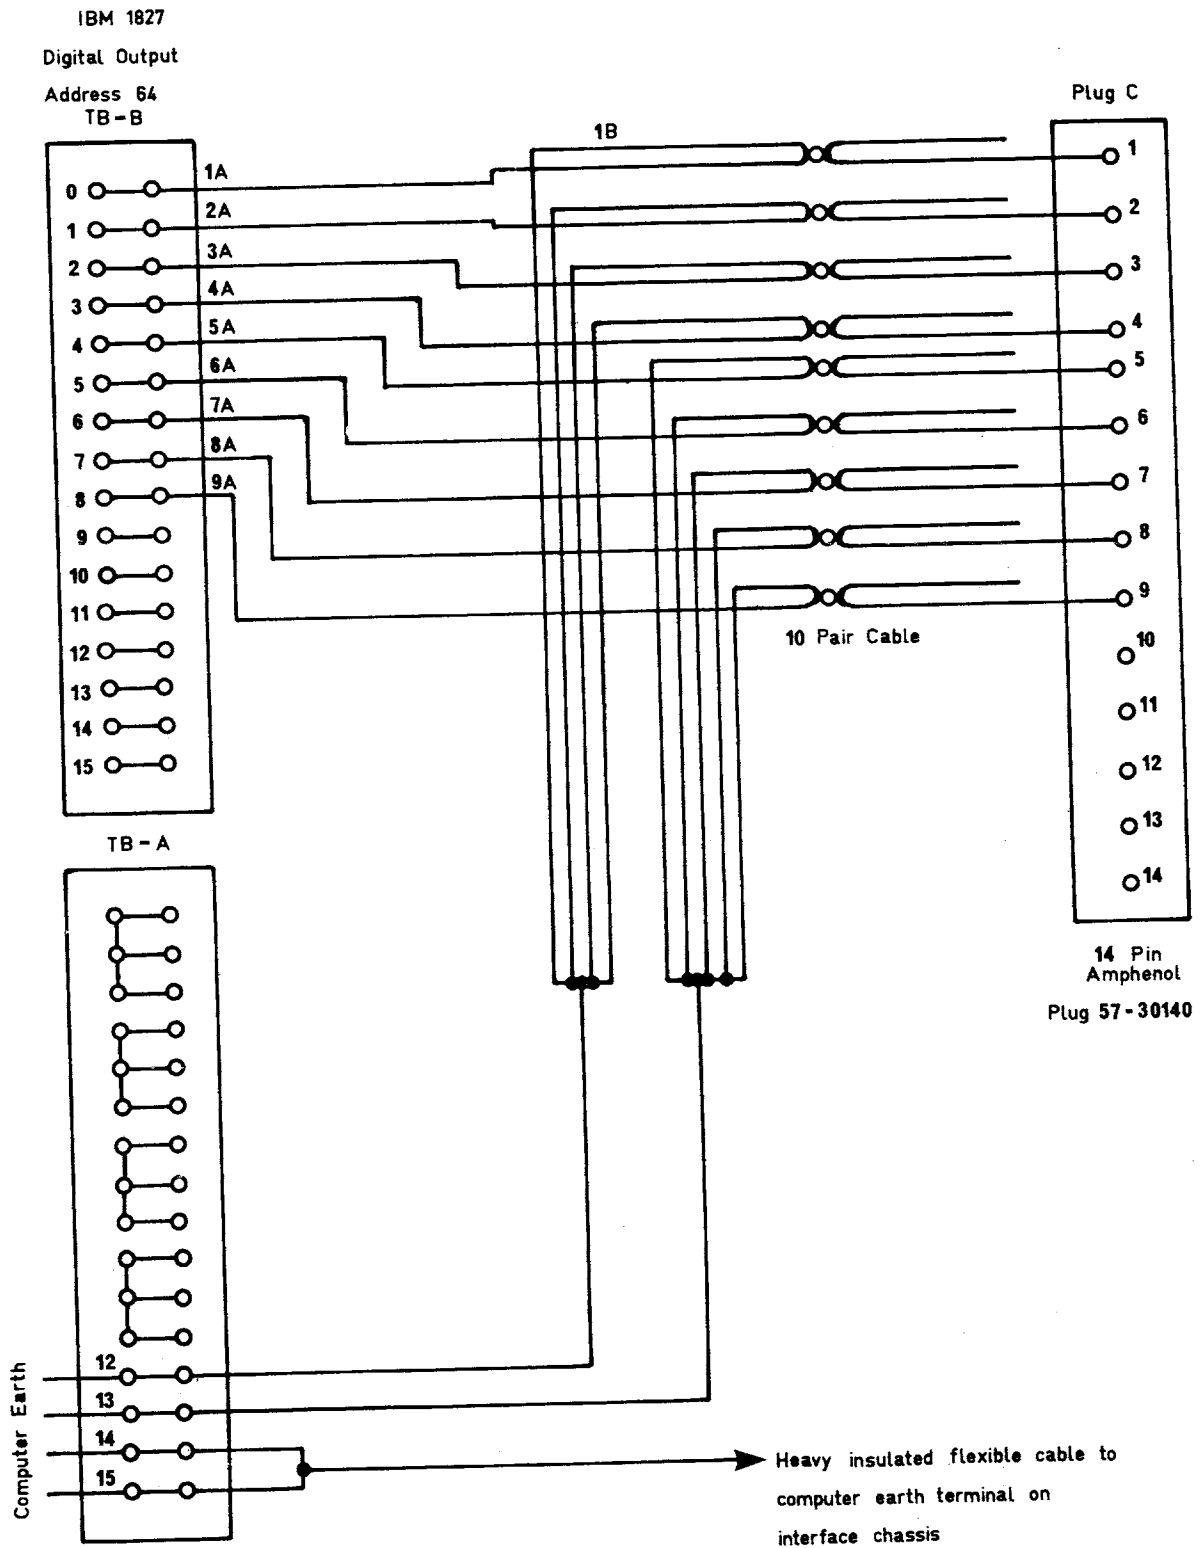 IBM 1827
Digital Output
Address 64
TB-B
0
1
2
3
4
5
6
7
8
9
10
11
12
13
14
15
1A
2A
3A
4A
5A
6A
7A
8A
9A
1B
10 Pair Cable
Plug C
1
2
3
4
5
6
7
8
9
10
11
12
13
14
14 Pin
Amphenol
Plug 57-30140
TB-A
12
13
14
15
Computer Earth
Heavy insulated flexible cable to
computer earth terminal on
interface chassis